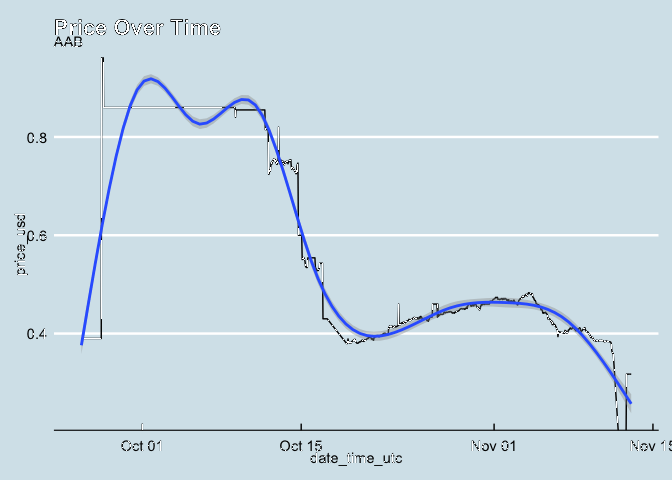 Price Over Time
AAB
0.8
0.6
0.4
price_usd
Oct 01
Oct 15
Nov 01
Nov 15
date_time_utc